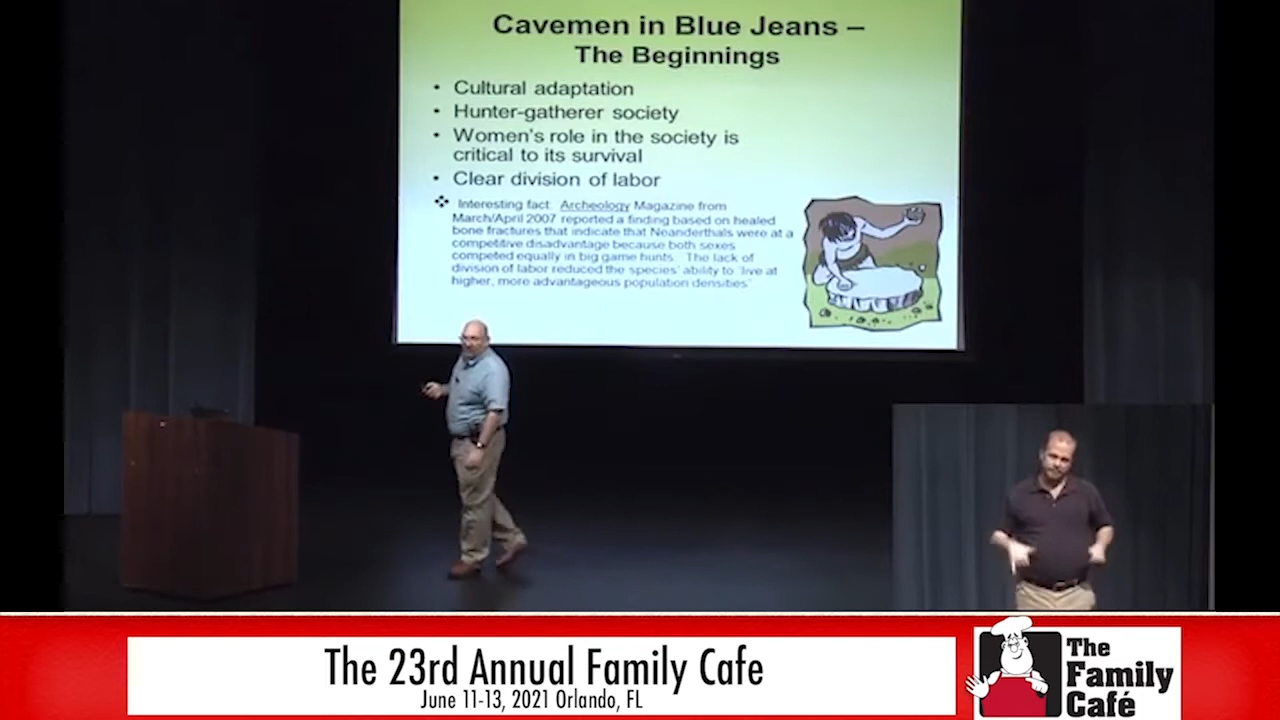 Cavemen in Blue Jeans –
The Beginnings
• Cultural adaptation
• Hunter-gatherer society
• Women's role in the society is
critical to its survival
• Clear division of labor
❖ Interesting fact: Archeology Magazine from
March/April 2007 reported a finding based on healed
bone fractures that indicate that Neanderthals were at a
competitive disadvantage because both sexes
competed equally in big game hunts. The lack of
division of labor reduced the species' ability to 'live at
higher, more advantageous population densities.'
The 23rd Annual Family Cafe
June 11-13, 2021 Orlando, FL
The
Family
Café